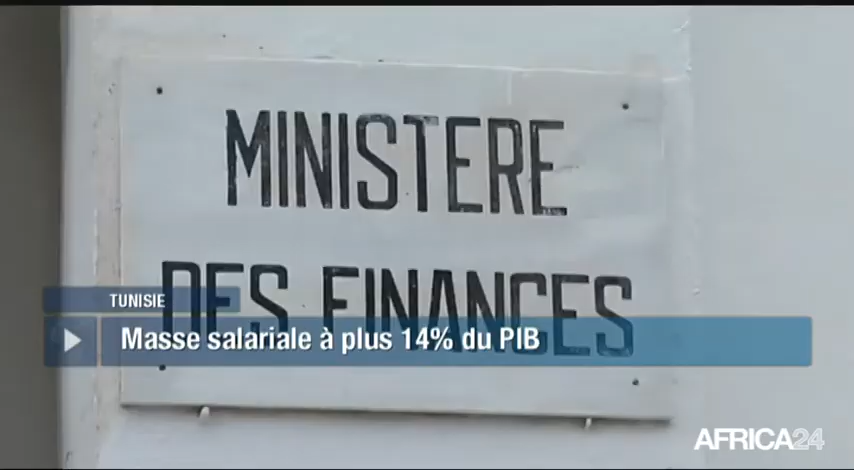 MINISTERE
DES FINANCES
TUNISIE
Masse salariale à plus 14% du PIB
AFRICA24